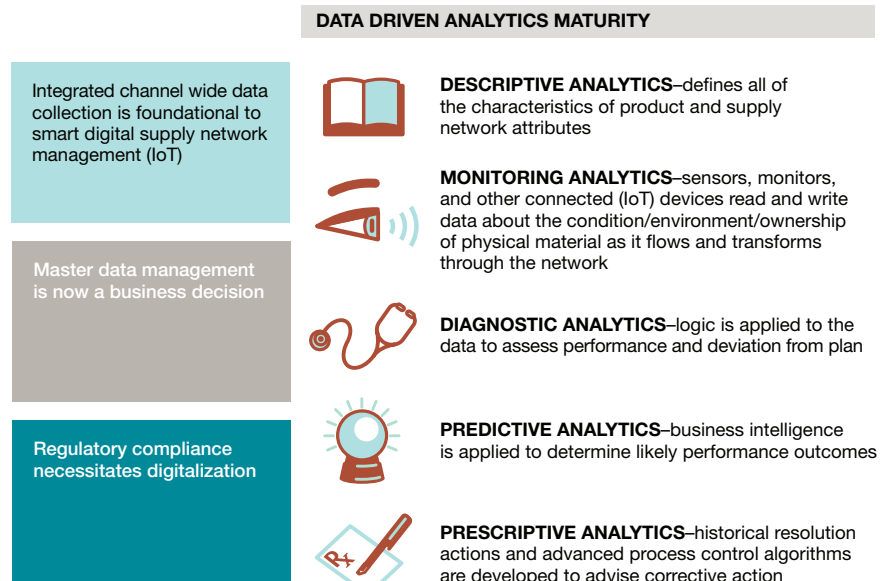 DATA DRIVEN ANALYTICS MATURITY
Integrated channel wide data
collection is foundational to
smart digital supply network
management (IoT)
Master data management
is now a business decision
Regulatory compliance
necessitates digitalization
DESCRIPTIVE ANALYTICS–defines all of
the characteristics of product and supply
network attributes
MONITORING ANALYTICS–sensors, monitors,
and other connected (IoT) devices read and write
data about the condition/environment/ownership
of physical material as it flows and transforms
through the network
DIAGNOSTIC ANALYTICS–logic is applied to the
data to assess performance and deviation from plan
PREDICTIVE ANALYTICS–business intelligence
is applied to determine likely performance outcomes
Rx
PRESCRIPTIVE ANALYTICS–historical resolution
actions and advanced process control algorithms
are developed to advise corrective action